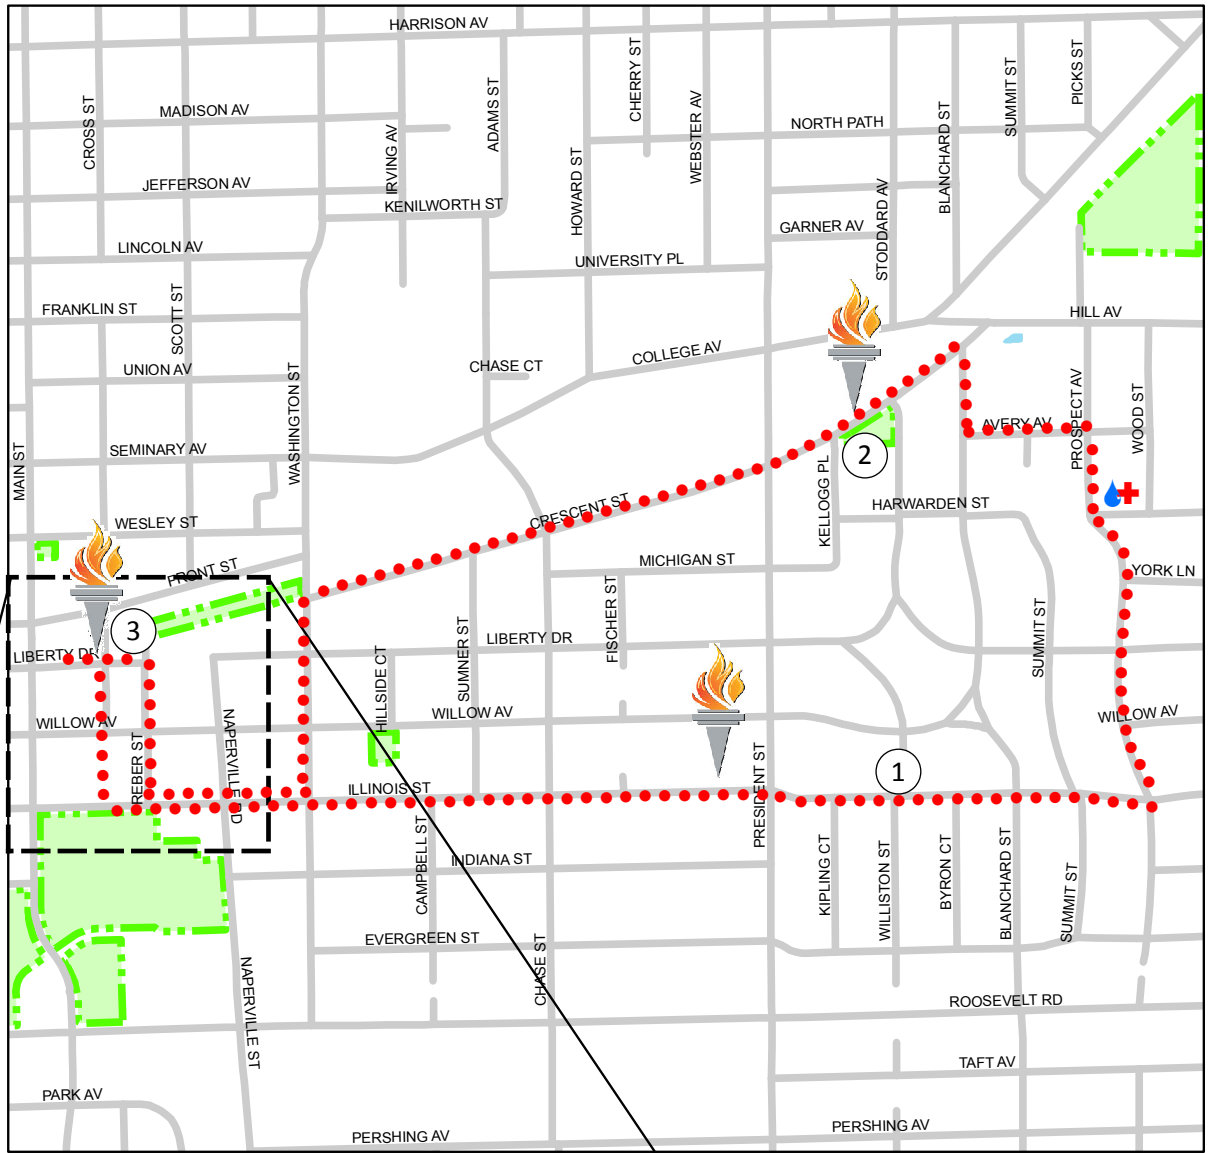 HARRISON AV
CROSS ST
MADISON AV
IRVING AV
ADAMS ST
CHERRY ST
WEBSTER AV
NORTH PATH
BLANCHARD ST
SUMMIT ST
PICKS ST
JEFFERSON AV
KENILWORTH ST
HOWARD ST
LINCOLN AV
UNIVERSITY PL
GARNER AV
STODDARD AV
FRANKLIN ST
SCOTT ST
HILL AV
UNION AV
WASHINGTON ST
CHASE CT
COLLEGE AV
MAIN ST
SEMINARY AV
AVERY AV
PROSPECT AV
WOOD ST
2
KELLOGG PL
HARWARDEN ST
WESLEY ST
CRESCENT ST
FRONT ST
MICHIGAN ST
YORK LN
3
LIBERTY DR
LIBERTY DR
HILLSIDE CT
SUMNER ST
FISCHER ST
SUMMIT ST
WILLOW AV
REBER ST
NAPERVILLE RD
WILLOW AV
WILLOW AV
PRESIDENT ST
1
ILLINOIS ST
CAMPBELL ST
INDIANA ST
KIPLING CT
WILLISTON ST
BYRON CT
BLANCHARD ST
SUMMIT ST
EVERGREEN ST
CHASE ST
NAPERVILLE ST
ROOSEVELT RD
TAFT AV
PARK AV
PERSHING AV
PERSHING AV